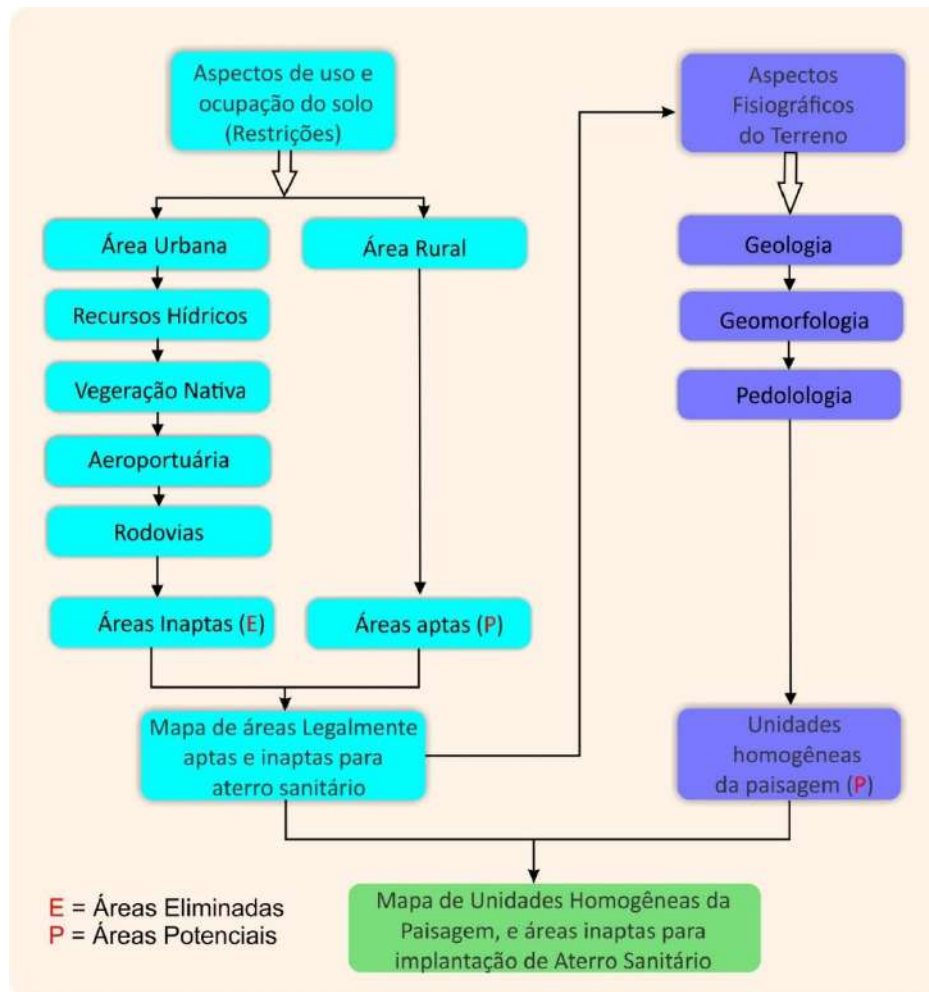 Aspectos de uso e
ocupação do solo
(Restrições)
Aspectos
Fisiográficos
do Terreno
Área Urbana
Área Rural
Geologia
Recursos Hídricos
Geomorfologia
Vegeração Nativa
Pedolologia
Aeroportuária
Rodovias
Áreas Inaptas (E)
Áreas aptas (P)
Mapa de áreas Legalmente
aptas e inaptas para
aterro sanitário
Unidades
homogêneas
da paisagem (P)
E = Áreas Eliminadas
P = Áreas Potenciais
Mapa de Unidades Homogêneas da
Paisagem, e áreas inaptas para
implantação de Aterro Sanitário